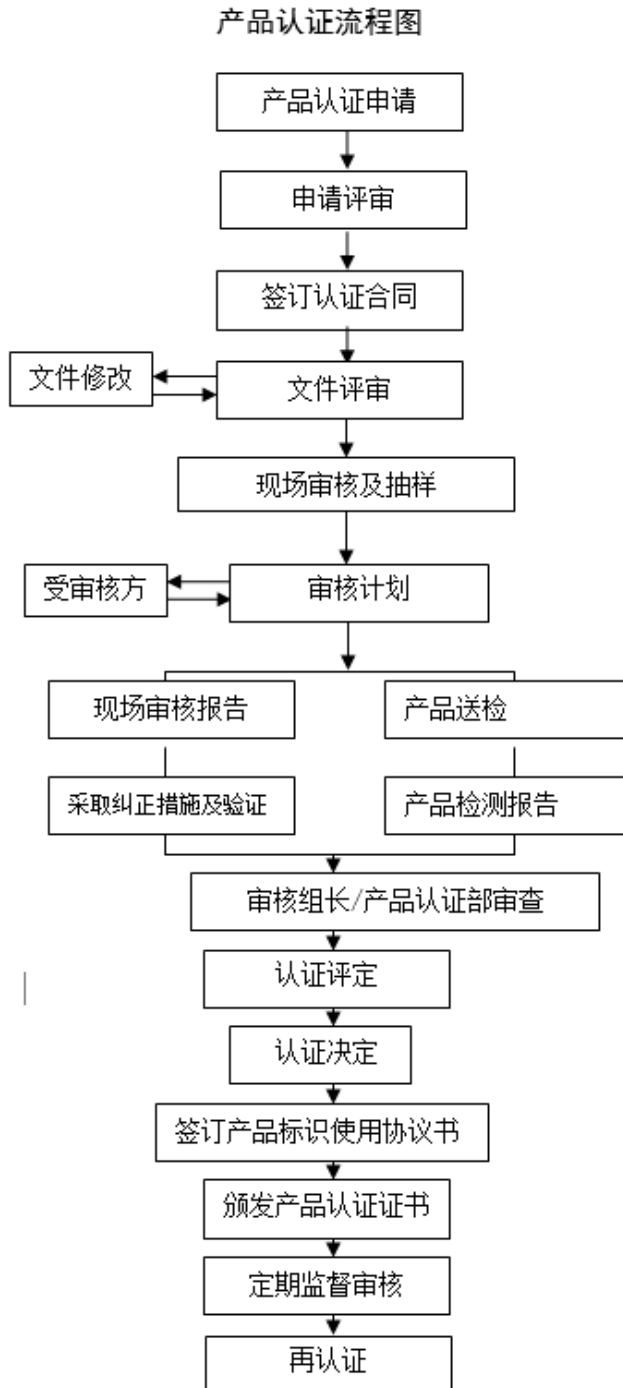 产品认证流程图
产品认证申请
申请评审
签订认证合同
文件修改
文件评审
现场审核及抽样
受审核方
审核计划
现场审核报告
产品送检
采取纠正措施及验证
产品检测报告
审核组长/产品认证部审查
认证评定
认证决定
签订产品标识使用协议书
颁发产品认证证书
定期监督审核
再认证